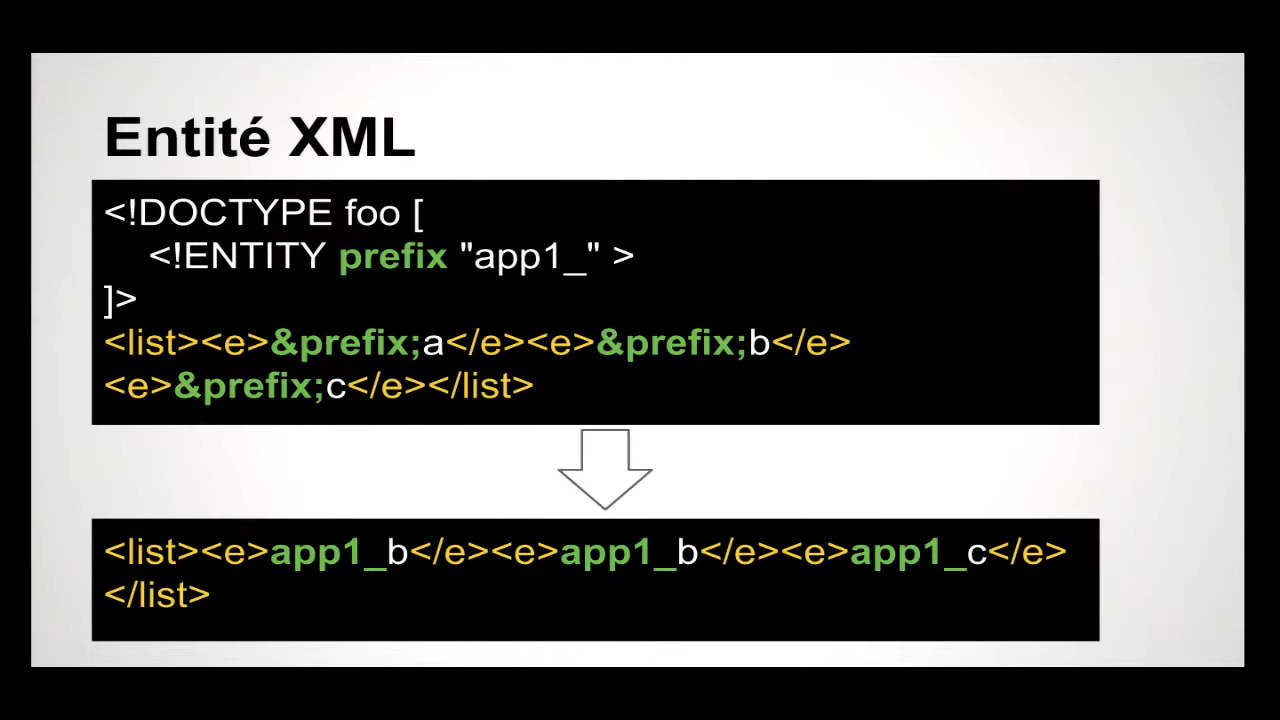 Entité XML
<!DOCTYPE foo [
<!ENTITY prefix "app1_" >
]>
<list><e>&prefix;a</e><e>&prefix;b</e>
<e>&prefix;c</e></list>
<list><e>app1_b</e><e>app1_b</e><e>app1_c</e>
</list>